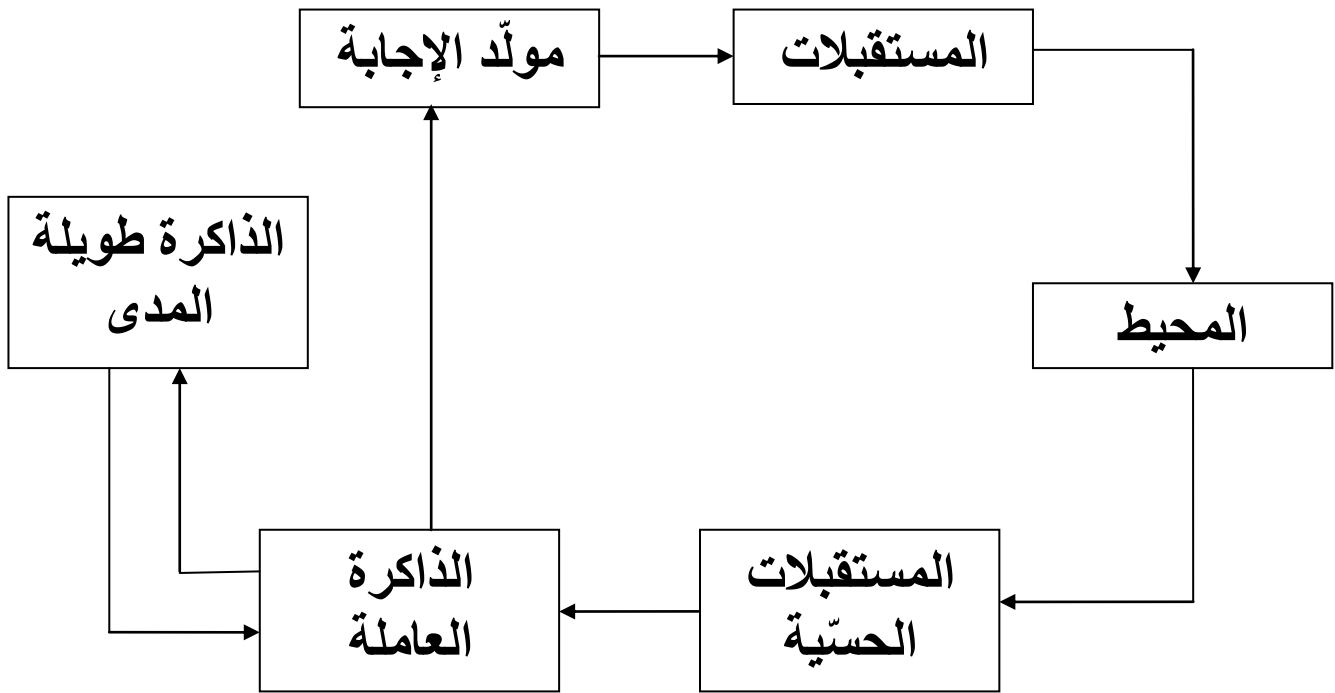 مولّد الإجابة
المستقبلات
الذاكرة طويلة
المدى
المحيط
الذاكرة
العاملة
المستقبلات
الحسّية